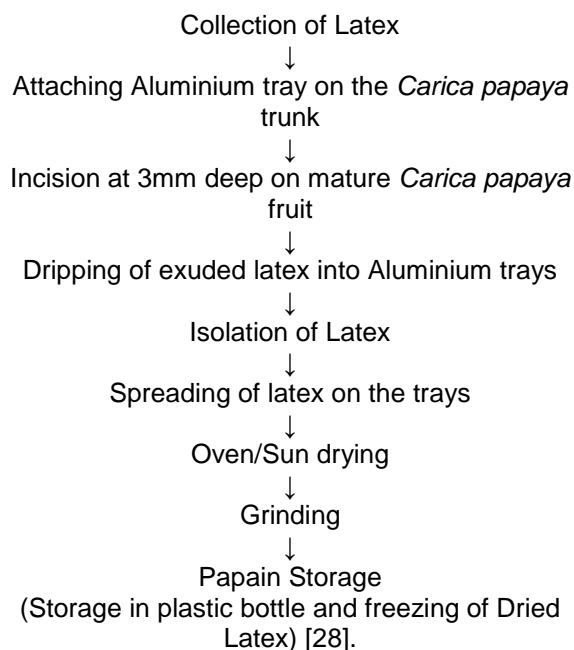 Collection of Latex
↓
Attaching Aluminium tray on the Carica papaya
trunk
↓
Incision at 3mm deep on mature Carica papaya
fruit
↓
Dripping of exuded latex into Aluminium trays
↓
Isolation of Latex
↓
Spreading of latex on the trays
↓
Oven/Sun drying
↓
Grinding
↓
Papain Storage
(Storage in plastic bottle and freezing of Dried
Latex) [28].